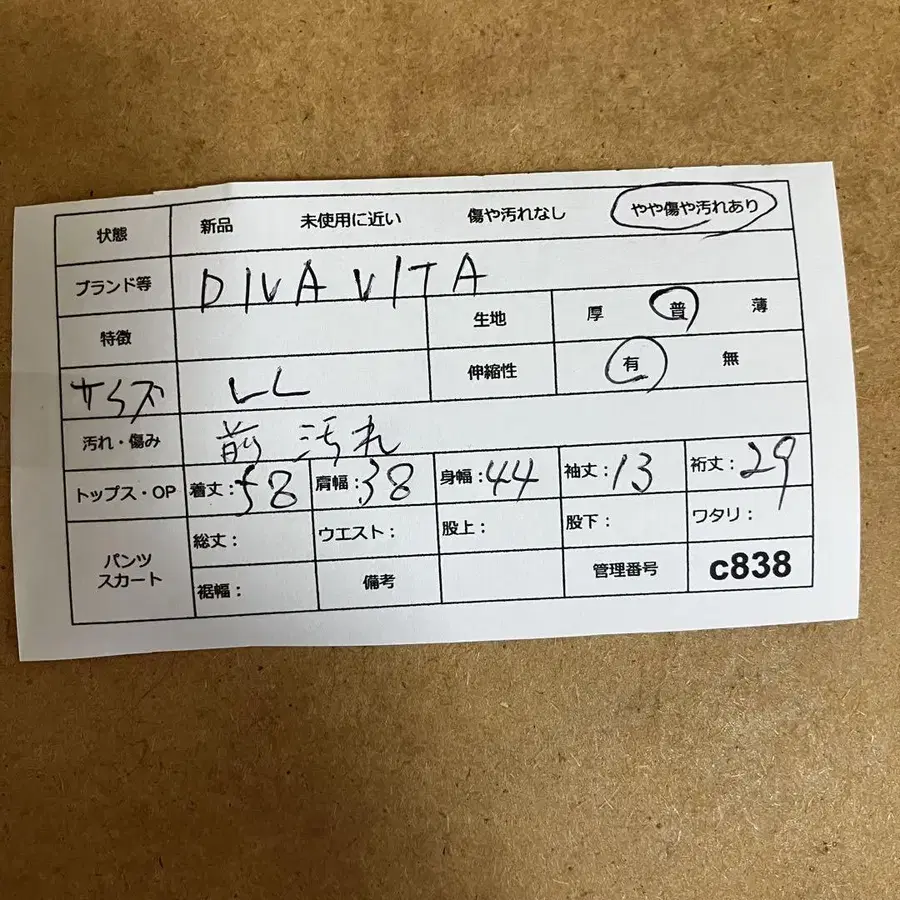 状態 新品 未使用に近い 傷や汚れなし やや傷や汚れあり
ブランド等 DIVA VITA
特徴 生地 厚 普 薄
サイズ LL 伸縮性 有 無
汚れ・傷み 前 汚れ
トップス・OP 着丈：58 肩幅：38 身幅：44 袖丈：13 裄丈：29
パンツ スカート 総丈： ウエスト： 股上： 股下： ワタリ：
裾幅： 備考 管理番号 c838